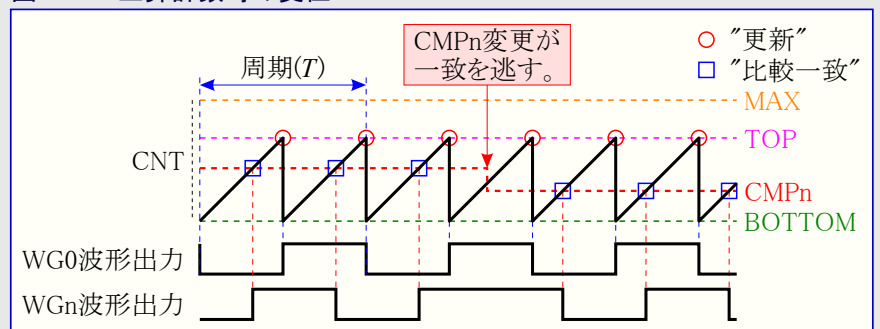 CMPn変更が
一致を逃す。
"更新"
"比較一致"
周期(T)
MAX
TOP
CNT
CMPn
BOTTOM
WG0波形出力
WGn波形出力